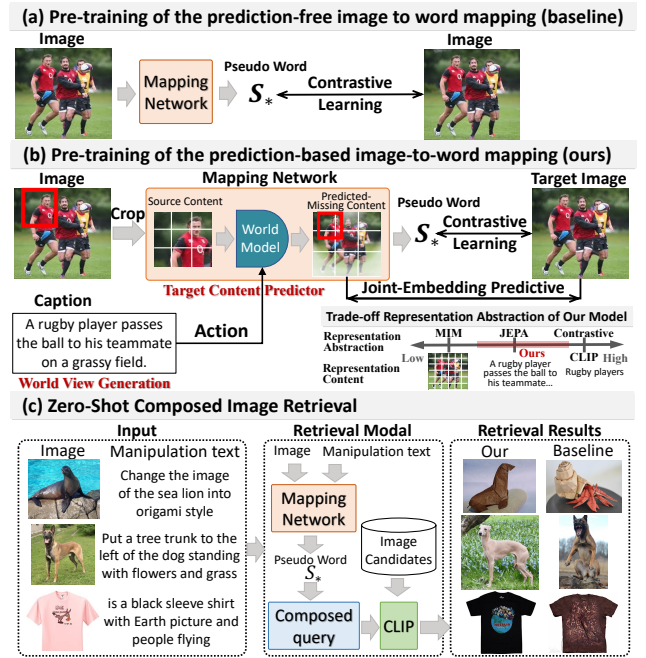 (a) Pre-training of the prediction-free image to word mapping (baseline)
Image
Image
Mapping
Network
Pseudo Word
S*
Contrastive
Learning
(b) Pre-training of the prediction-based image-to-word mapping (ours)
Image
Mapping Network
Target Image
Crop
Source Content
World
Model
Predicted-
Missing Content
Pseudo Word
S*
Contrastive
Learning
Target Content Predictor
Joint-Embedding Predictive
Caption
A rugby player passes
the ball to his teammate
on a grassy field.
Action
World View Generation
Trade-off Representation Abstraction of Our Model
Representation
Abstraction
MIM
JEPA
Contrastive
Low
Ours
CLIP
High
Representation
Content
A rugby player
passes the ball to
his teammate...
Rugby players
(c) Zero-Shot Composed Image Retrieval
Input
Retrieval Modal
Retrieval Results
Image
Manipulation text
Change the image
of the sea lion into
origami style
Put a tree trunk to the
left of the dog standing
with flowers and grass
is a black sleeve shirt
with Earth picture and
people flying
Image
Manipulation text
Mapping
Network
Pseudo Word
S*
Image
Candidates
Composed
query
CLIP
Our
Baseline